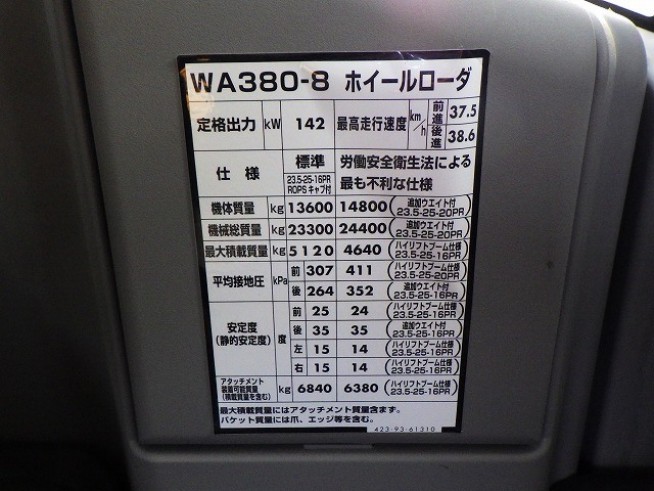 WA380-8 ホイールローダ
定格出力 kW 142 最高走行速度 km/h 前進 37.5
後進 38.6
仕様 標準 23.5-25-16PR ROPSキャブ付 労働安全衛生法による最も不利な仕様
機体質量 kg 13600 14800 (追加ウエイト付 23.5-25-20PR)
機械総質量 kg 23300 24400 (追加ウエイト付 23.5-25-20PR)
最大積載質量 kg 5120 4640 (ハイリフトブーム仕様 23.5-25-16PR)
平均接地圧 kPa 前 307 411 (ハイリフトブーム仕様 23.5-25-20PR)
後 264 352 (追加ウエイト付 23.5-25-16PR)
安定度(静的安定度) 度 前 25 24 (ハイリフトブーム仕様 23.5-25-16PR)
後 35 35 (追加ウエイト付 23.5-25-16PR)
左 15 14 (ハイリフトブーム仕様 23.5-25-16PR)
右 15 14 (ハイリフトブーム仕様 23.5-25-16PR)
アタッチメント装着可能質量(積載質量を含む) kg 6840 6380 (ハイリフトブーム仕様 23.5-25-16PR)
最大積載質量にはアタッチメント質量含まず。
バケット質量には爪、エッジ等を含む。
423-93-61310